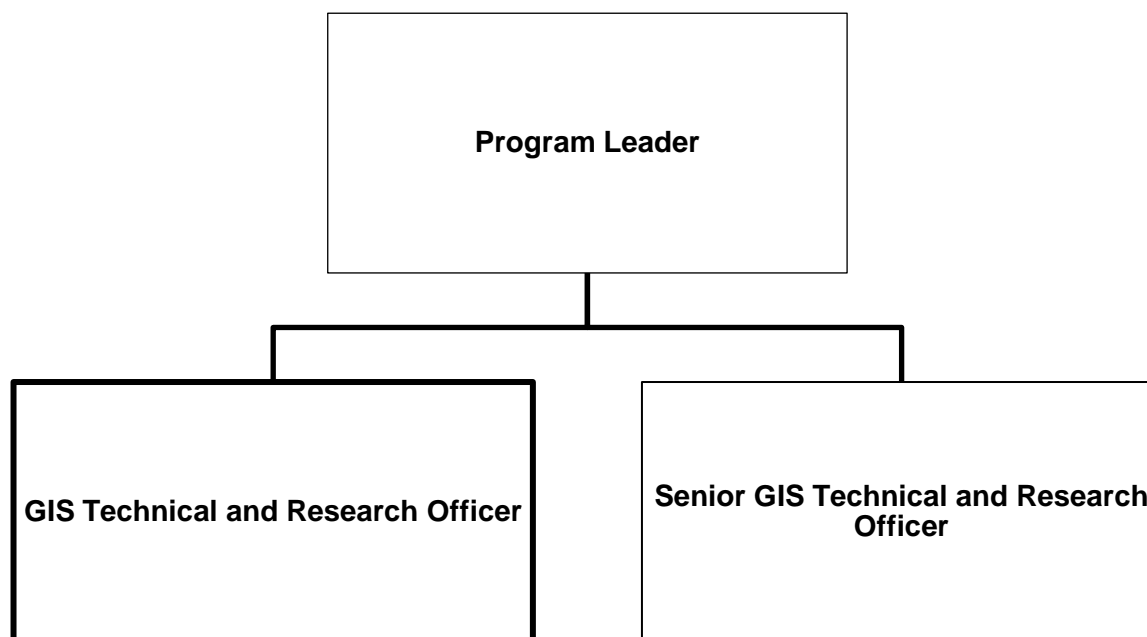 Program Leader
GIS Technical and Research Officer
Senior GIS Technical and Research
Officer